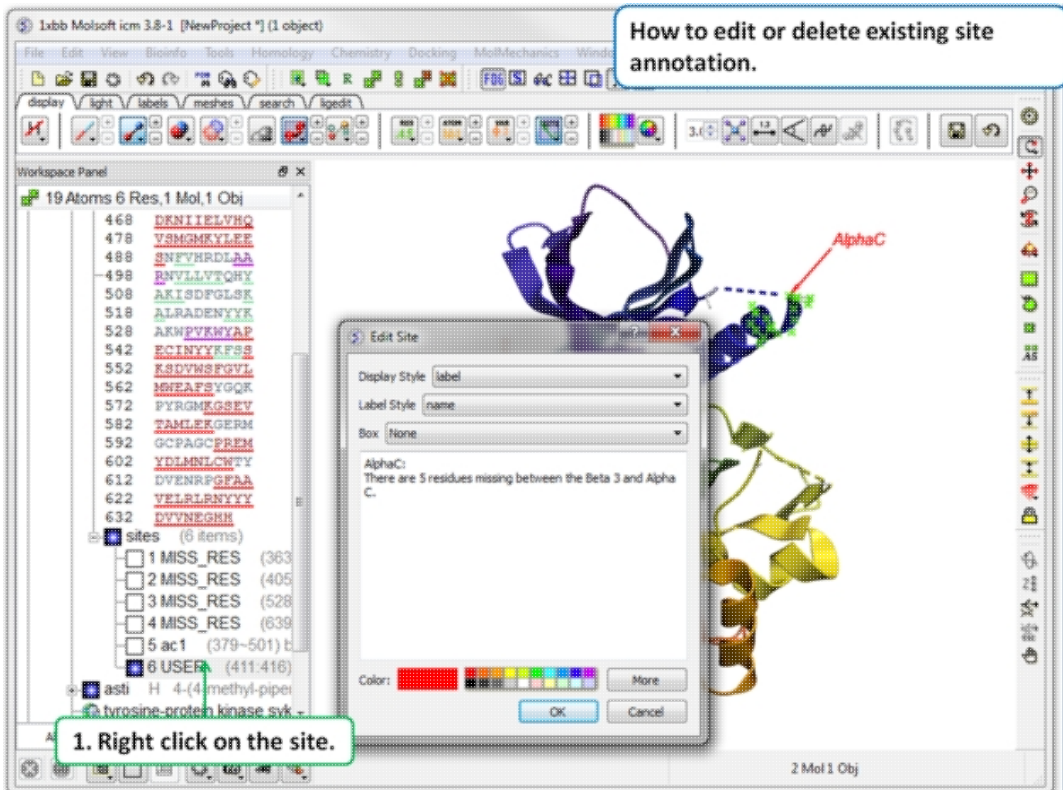 1xbb Molsoft icm 3.8-1 [NewProject *] (1 object)
How to edit or delete existing site
annotation.
File Edit View Bioinfo Tools Homology Chemistry Docking MolMechanics
display light labels meshes search ligedit
Workspace Panel
19 Atoms 6 Res,1 Mol,1 Obj
468 DKNIIELVHQ
478 VSMGMKYLEE
488 SNFVHRDLAA
498 RNVLLVTQHY
508 AKISDFGLSK
518 ALRADENYYK
528 AKWPVKWYAP
542 ECINYYKFSS
552 KSDVWSFGVL
562 MWEAFSYGQK
572 PYRGMKGSEV
582 TAMLEKGERM
592 GCPAGCPREM
602 YDLMNLCWTY
612 DVENRPGFAA
622 VELRLRNYYY
632 DVVNEGHH
sites (6 items)
1 MISS_RES (363
2 MISS_RES (405
3 MISS_RES (528
4 MISS_RES (639
5 ac1 (379~501) b
6 USER (411:416)
asti H 4-(4-methyl-piper
tyrosine-protein kinase syk
1. Right click on the site.
AlphaC
Edit Site
Display Style label
Label Style name
Box None
AlphaC:
There are 5 residues missing between the Beta 3 and Alpha
C.
Color:
More
OK Cancel
2 Mol 1 Obj